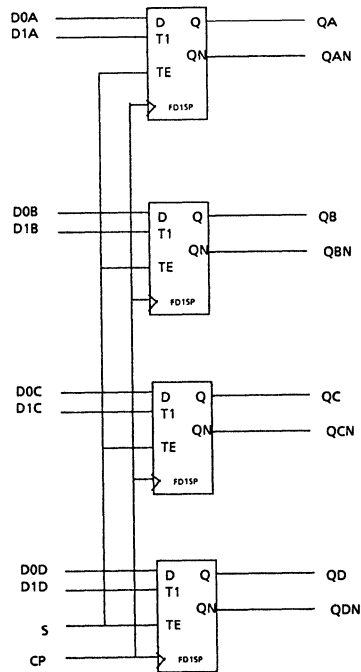 D0A D Q QA
D1A T1
QN QAN
TE
FD1SP
D0B D Q QB
D1B T1
QN QBN
TE
FD1SP
D0C D Q QC
D1C T1
QN QCN
TE
FD1SP
D0D D Q QD
D1D T1
QN QDN
S TE
CP FD1SP